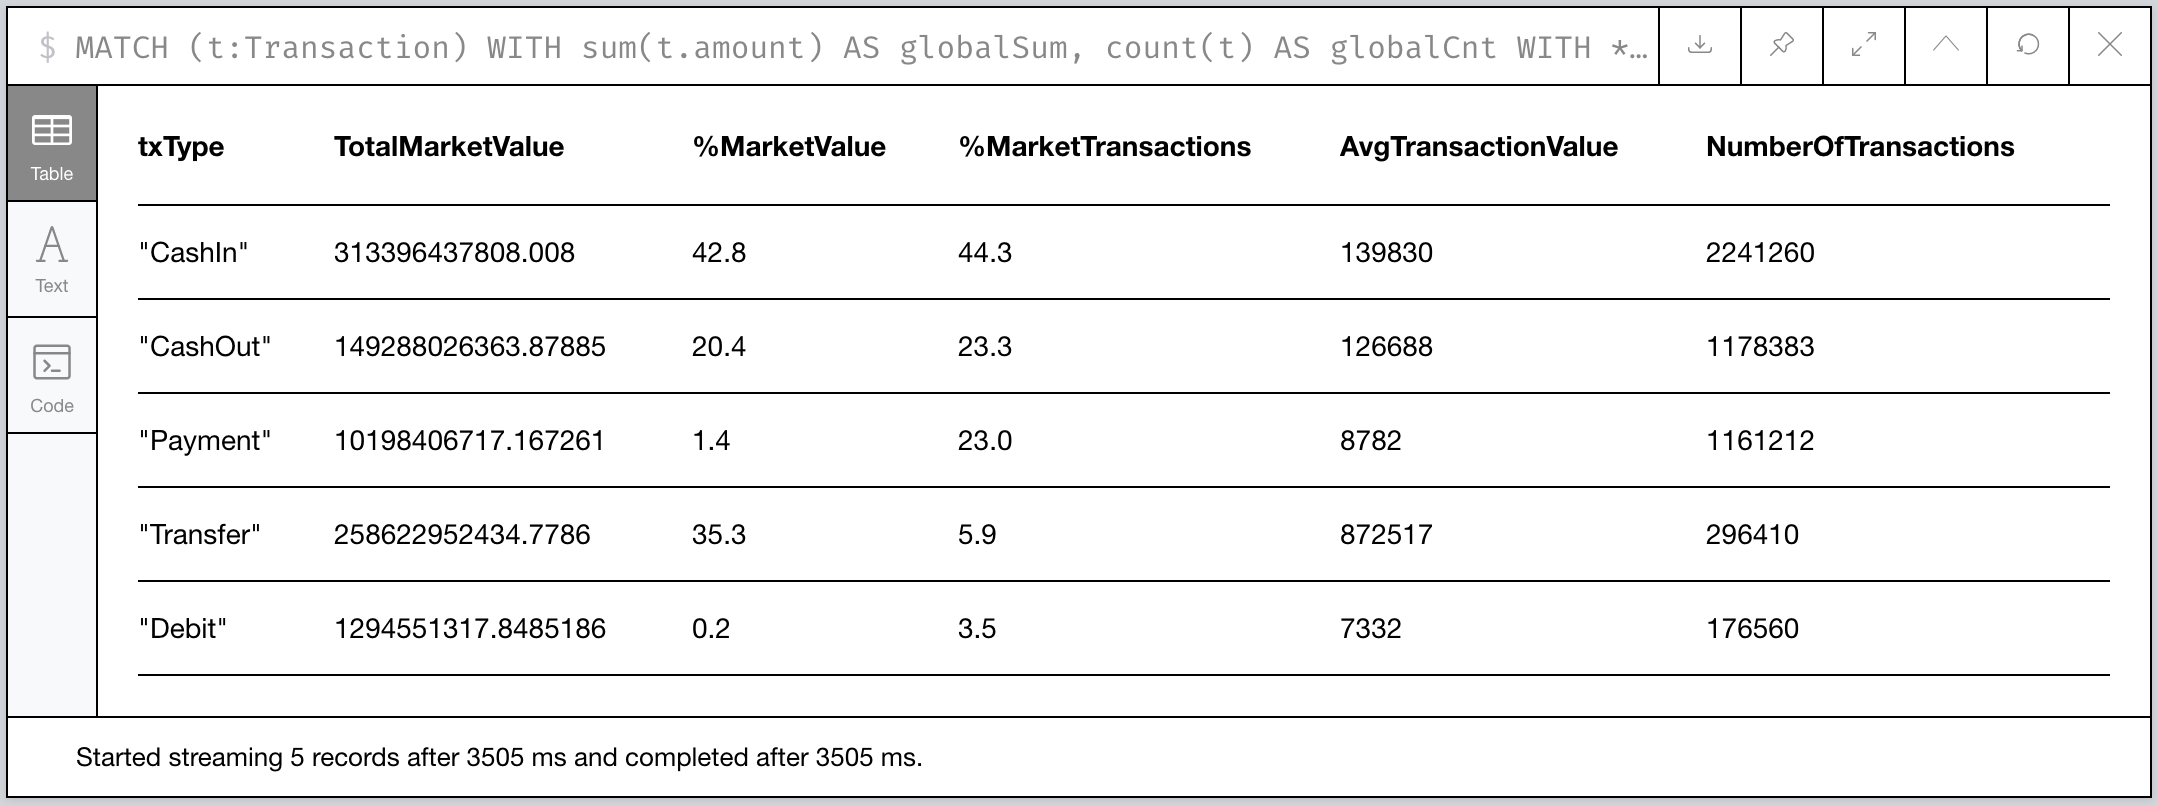 $ MATCH (t:Transaction) WITH sum(t.amount) AS globalSum, count(t) AS globalCnt WITH *…
Table
Text
Code
txType TotalMarketValue %MarketValue %MarketTransactions AvgTransactionValue NumberOfTransactions
"CashIn" 313396437808.008 42.8 44.3 139830 2241260
"CashOut" 149288026363.87885 20.4 23.3 126688 1178383
"Payment" 10198406717.167261 1.4 23.0 8782 1161212
"Transfer" 258622952434.7786 35.3 5.9 872517 296410
"Debit" 1294551317.8485186 0.2 3.5 7332 176560
Started streaming 5 records after 3505 ms and completed after 3505 ms.